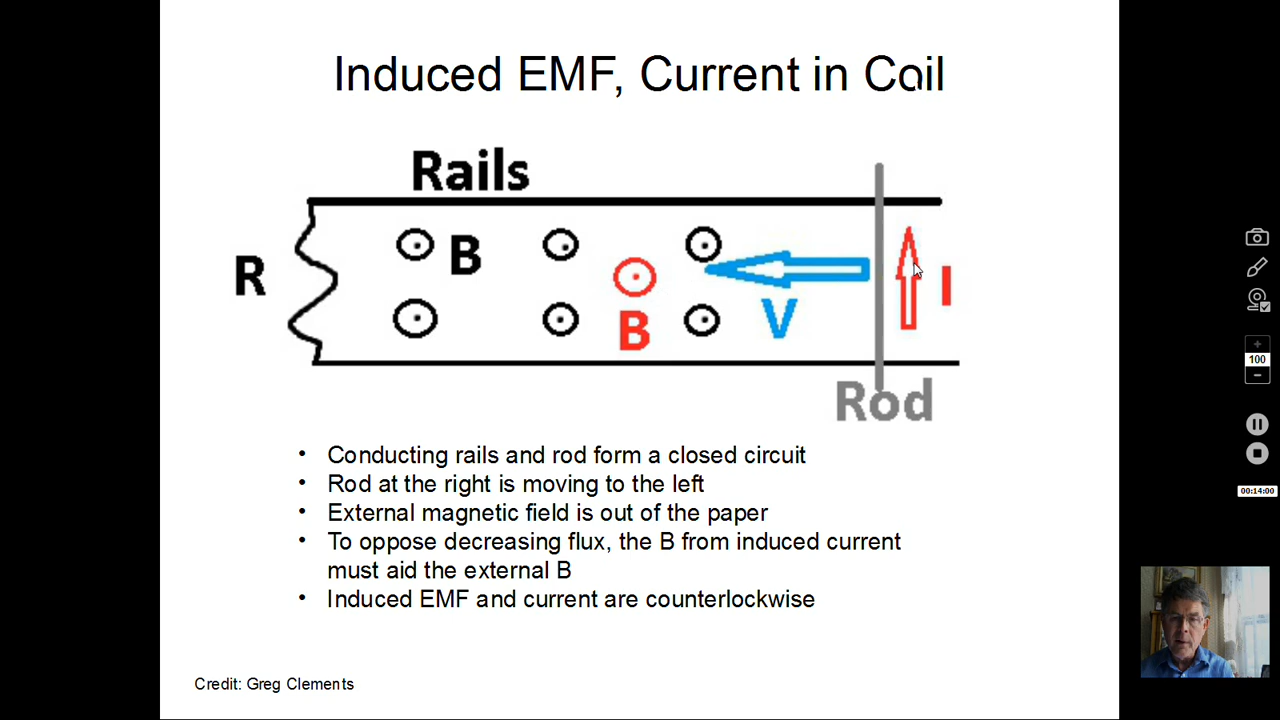 Induced EMF, Current in Coil
Rails
R
B
B
V
I
Rod
• Conducting rails and rod form a closed circuit
• Rod at the right is moving to the left
• External magnetic field is out of the paper
• To oppose decreasing flux, the B from induced current
must aid the external B
• Induced EMF and current are counterlockwise
Credit: Greg Clements
100
00:14:00